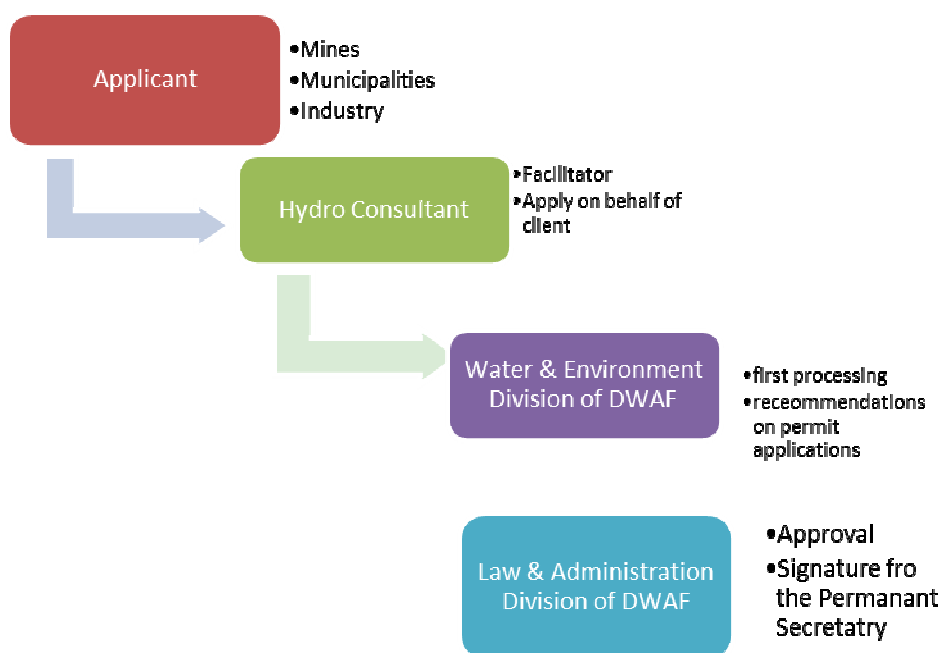 Applicant
•Mines
•Municipalities
•Industry
Hydro Consultant
•Facilitator
•Apply on behalf of
client
Water & Environment
Division of DWAF
•first processing
•receommendations
on permit
applications
Law & Administration
Division of DWAF
•Approval
•Signature fro
the Permanant
Secretatry